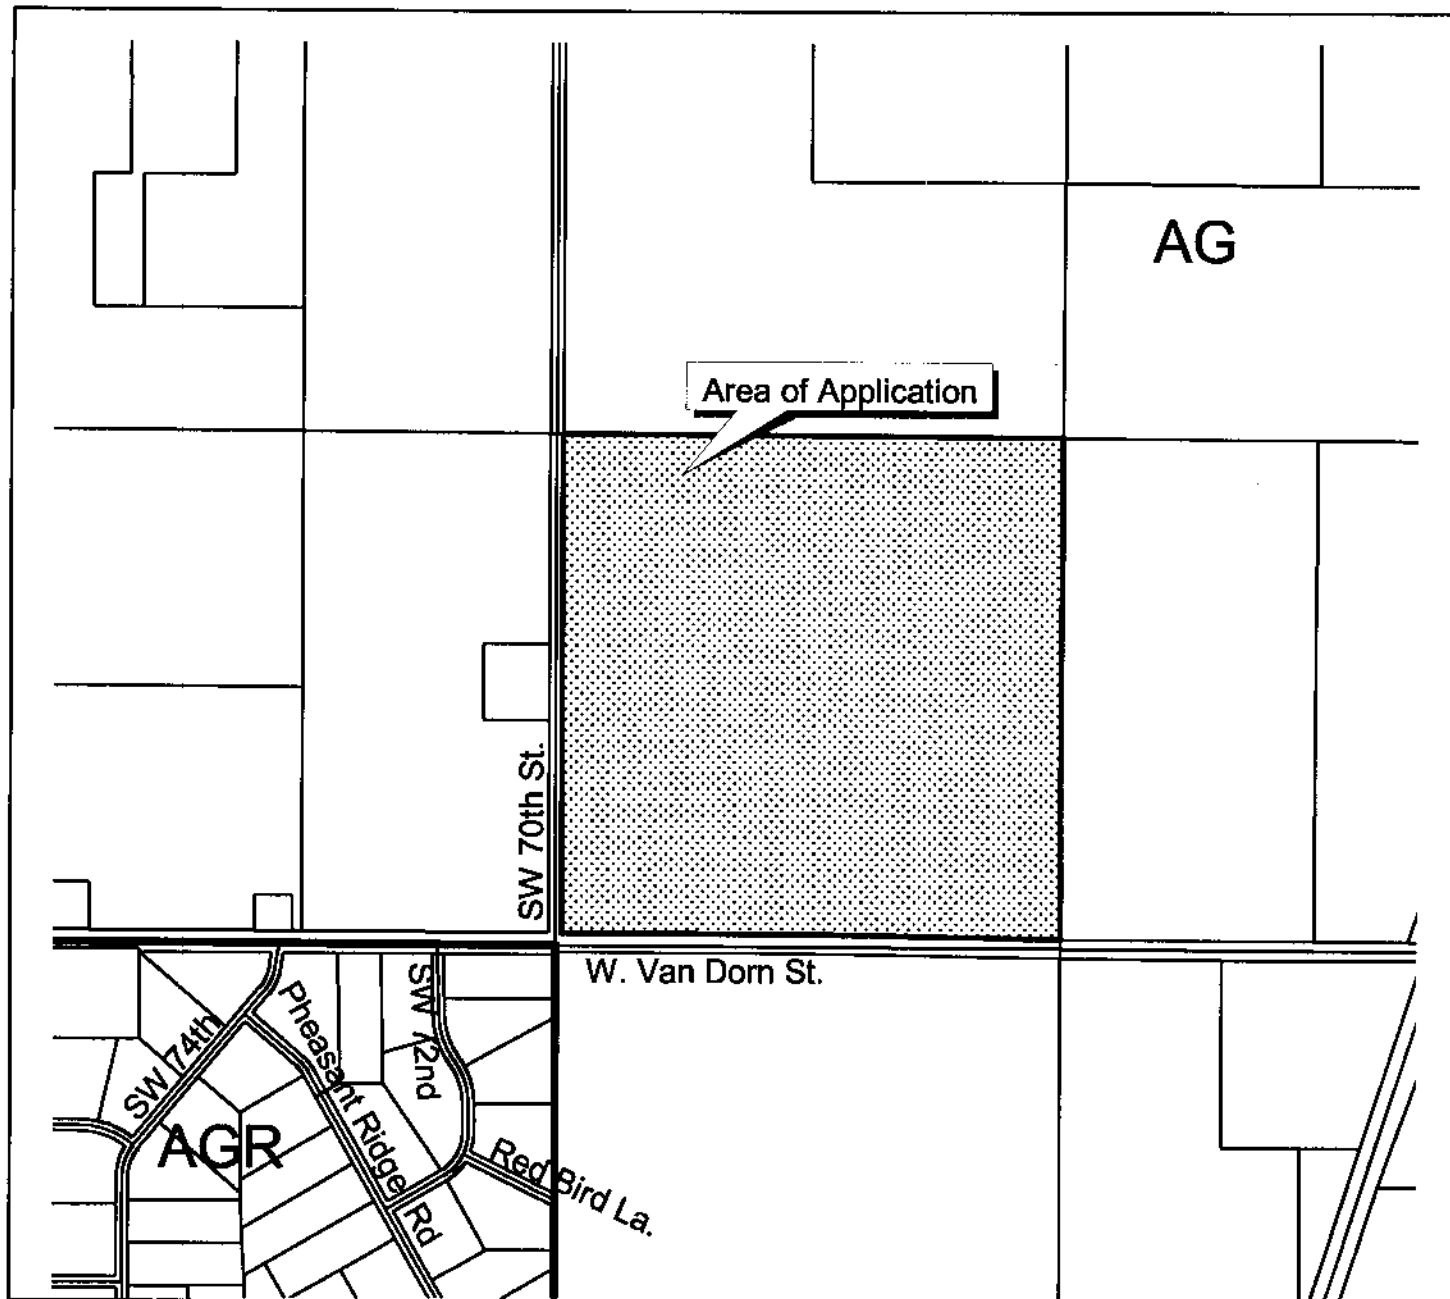 AG
Area of Application
SW 70th St.
W. Van Dorn St.
SW 74th
Pheasant Ridge Rd
SW 72nd
AGR
Red Bird La.